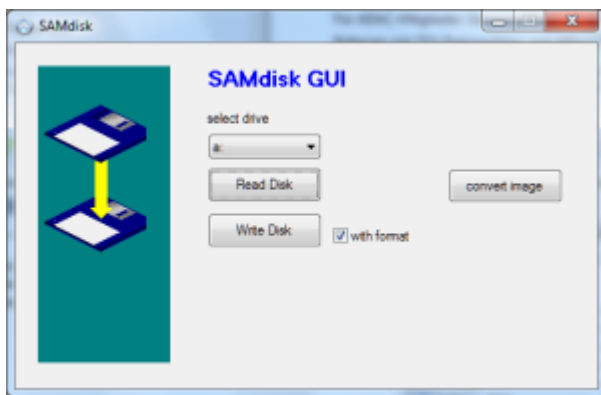 SAMdisk
SAMdisk GUI
select drive
a:
Read Disk
convert image
Write Disk
with format